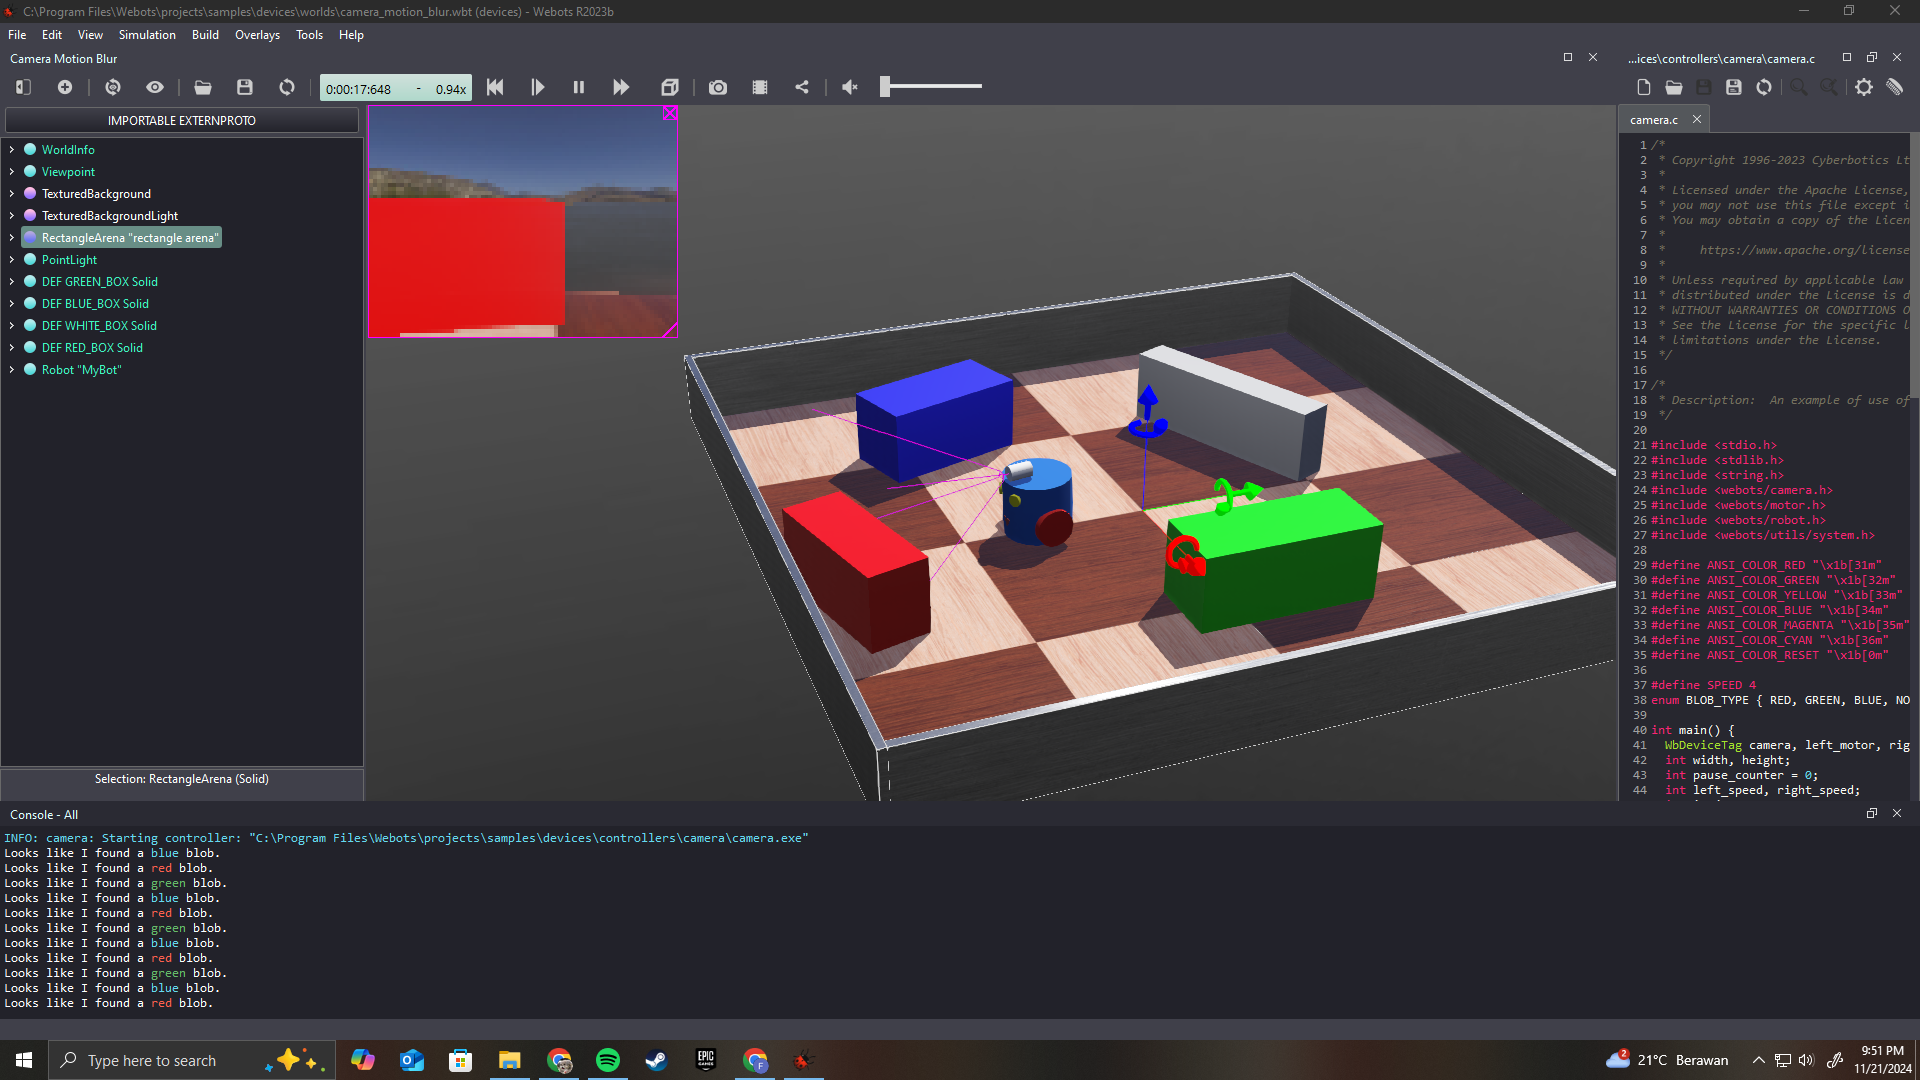 C:\Program Files\Webots\projects\samples\devices\worlds\camera_motion_blur.wbt (devices) - Webots R2023b
File Edit View Simulation Build Overlays Tools Help
Camera Motion Blur
...ices\controllers\camera\camera.c
0:00:17:648 - 0.94x
IMPORTABLE EXTERNPROTO
WorldInfo
Viewpoint
TexturedBackground
TexturedBackgroundLight
RectangleArena "rectangle arena"
PointLight
DEF GREEN_BOX Solid
DEF BLUE_BOX Solid
DEF WHITE_BOX Solid
DEF RED_BOX Solid
Robot "MyBot"
Selection: RectangleArena (Solid)
camera.c
1 /*
2 * Copyright 1996-2023 Cyberbotics Lt
3 *
4 * Licensed under the Apache License,
5 * you may not use this file except i
6 * You may obtain a copy of the Licen
7 *
8 * https://www.apache.org/license
9 *
10 * Unless required by applicable law
11 * distributed under the License is d
12 * WITHOUT WARRANTIES OR CONDITIONS O
13 * See the License for the specific l
14 * limitations under the License.
15 */
16
17 /*
18 * Description: An example of use of
19 */
20
21 #include <stdio.h>
22 #include <stdlib.h>
23 #include <string.h>
24 #include <webots/camera.h>
25 #include <webots/motor.h>
26 #include <webots/robot.h>
27 #include <webots/utils/system.h>
28
29 #define ANSI_COLOR_RED "\x1b[31m"
30 #define ANSI_COLOR_GREEN "\x1b[32m"
31 #define ANSI_COLOR_YELLOW "\x1b[33m"
32 #define ANSI_COLOR_BLUE "\x1b[34m"
33 #define ANSI_COLOR_MAGENTA "\x1b[35m"
34 #define ANSI_COLOR_CYAN "\x1b[36m"
35 #define ANSI_COLOR_RESET "\x1b[0m"
36
37 #define SPEED 4
38 enum BLOB_TYPE { RED, GREEN, BLUE, NO
39
40 int main() {
41 WbDeviceTag camera, left_motor, rig
42 int width, height;
43 int pause_counter = 0;
44 int left_speed, right_speed;
Console - All
INFO: camera: Starting controller: "C:\Program Files\Webots\projects\samples\devices\controllers\camera\camera.exe"
Looks like I found a blue blob.
Looks like I found a red blob.
Looks like I found a green blob.
Looks like I found a blue blob.
Looks like I found a red blob.
Looks like I found a green blob.
Looks like I found a blue blob.
Looks like I found a red blob.
Looks like I found a green blob.
Looks like I found a blue blob.
Looks like I found a red blob.
Type here to search
EPIC GAMES
2
21°C Berawan
9:51 PM
11/21/2024